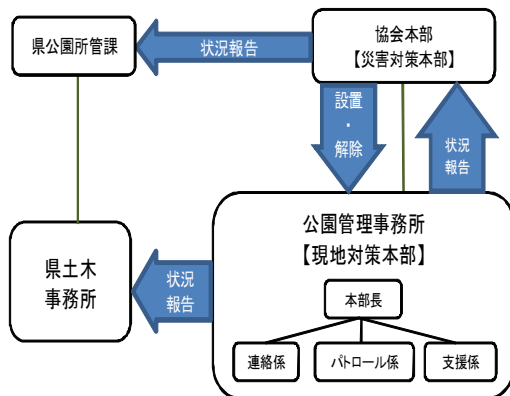 県公園所管課
状況報告
協会本部
【災害対策本部】
設置
・
解除
状況
報告
公園管理事務所
【現地対策本部】
県土木
事務所
状況
報告
本部長
連絡係
パトロール係
支援係